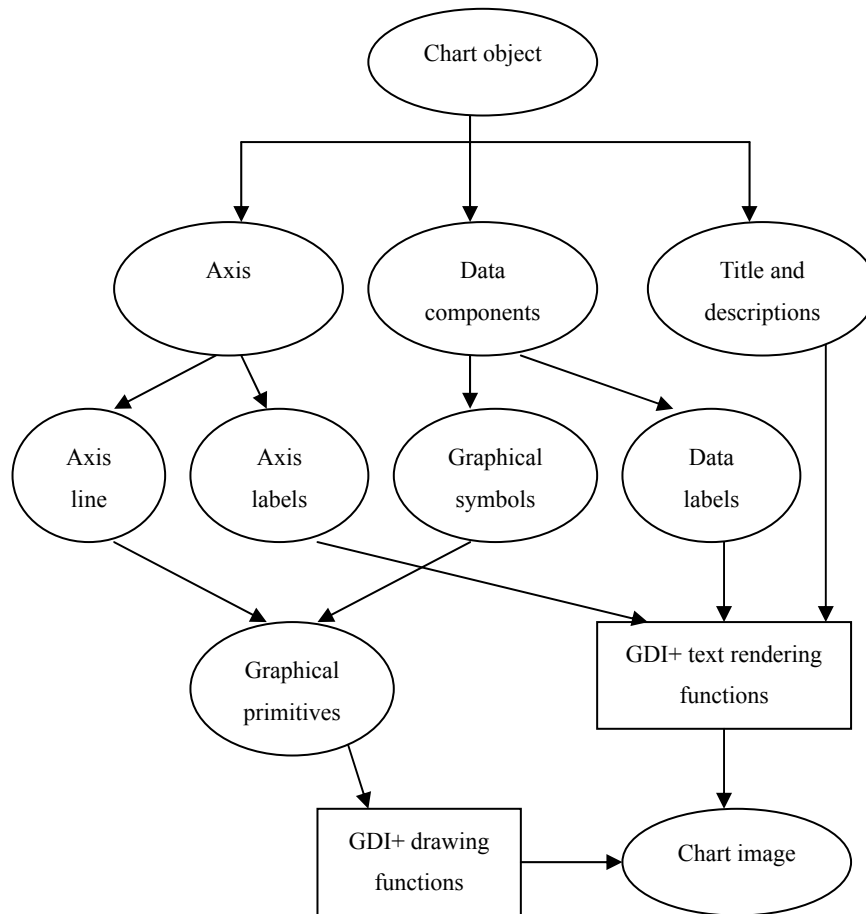 Chart object
Axis
Data
components
Title and
descriptions
Axis
line
Axis
labels
Graphical
symbols
Data
labels
Graphical
primitives
GDI+ text rendering
functions
GDI+ drawing
functions
Chart image